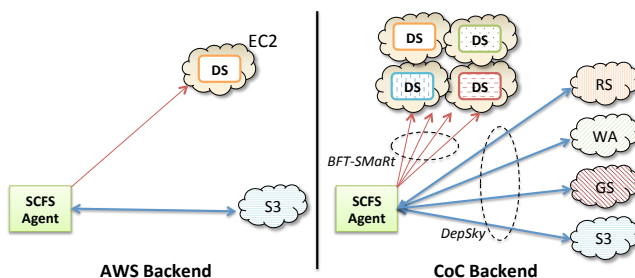 EC2
DS
SCFS
Agent
S3
AWS Backend
DS
DS
DS
DS
BFT-SMaRt
SCFS
Agent
DepSky
RS
WA
GS
S3
CoC Backend